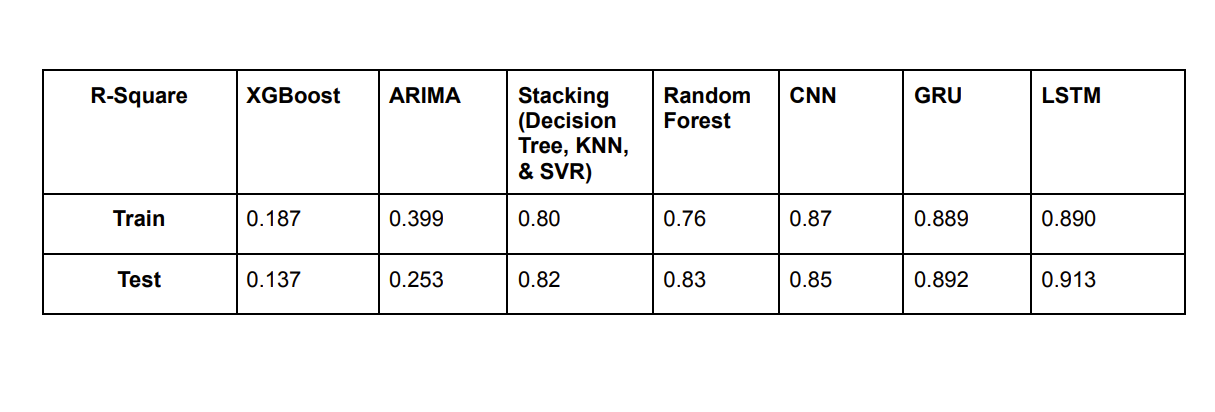 R-Square XGBoost ARIMA Stacking (Decision Tree, KNN, & SVR) Random Forest CNN GRU LSTM
Train 0.187 0.399 0.80 0.76 0.87 0.889 0.890
Test 0.137 0.253 0.82 0.83 0.85 0.892 0.913